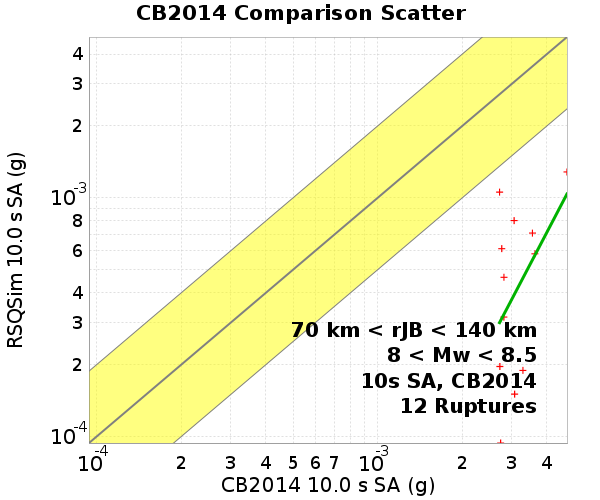 CB2014 Comparison Scatter
RSQSim 10.0 s SA (g)
4
3
2
10-3
8
6
4
3
2
10-4
70 km < rJB < 140 km
8 < Mw < 8.5
10s SA, CB2014
12 Ruptures
10-4 2 3 4 5 6 7 10-3 2 3 4
CB2014 10.0 s SA (g)